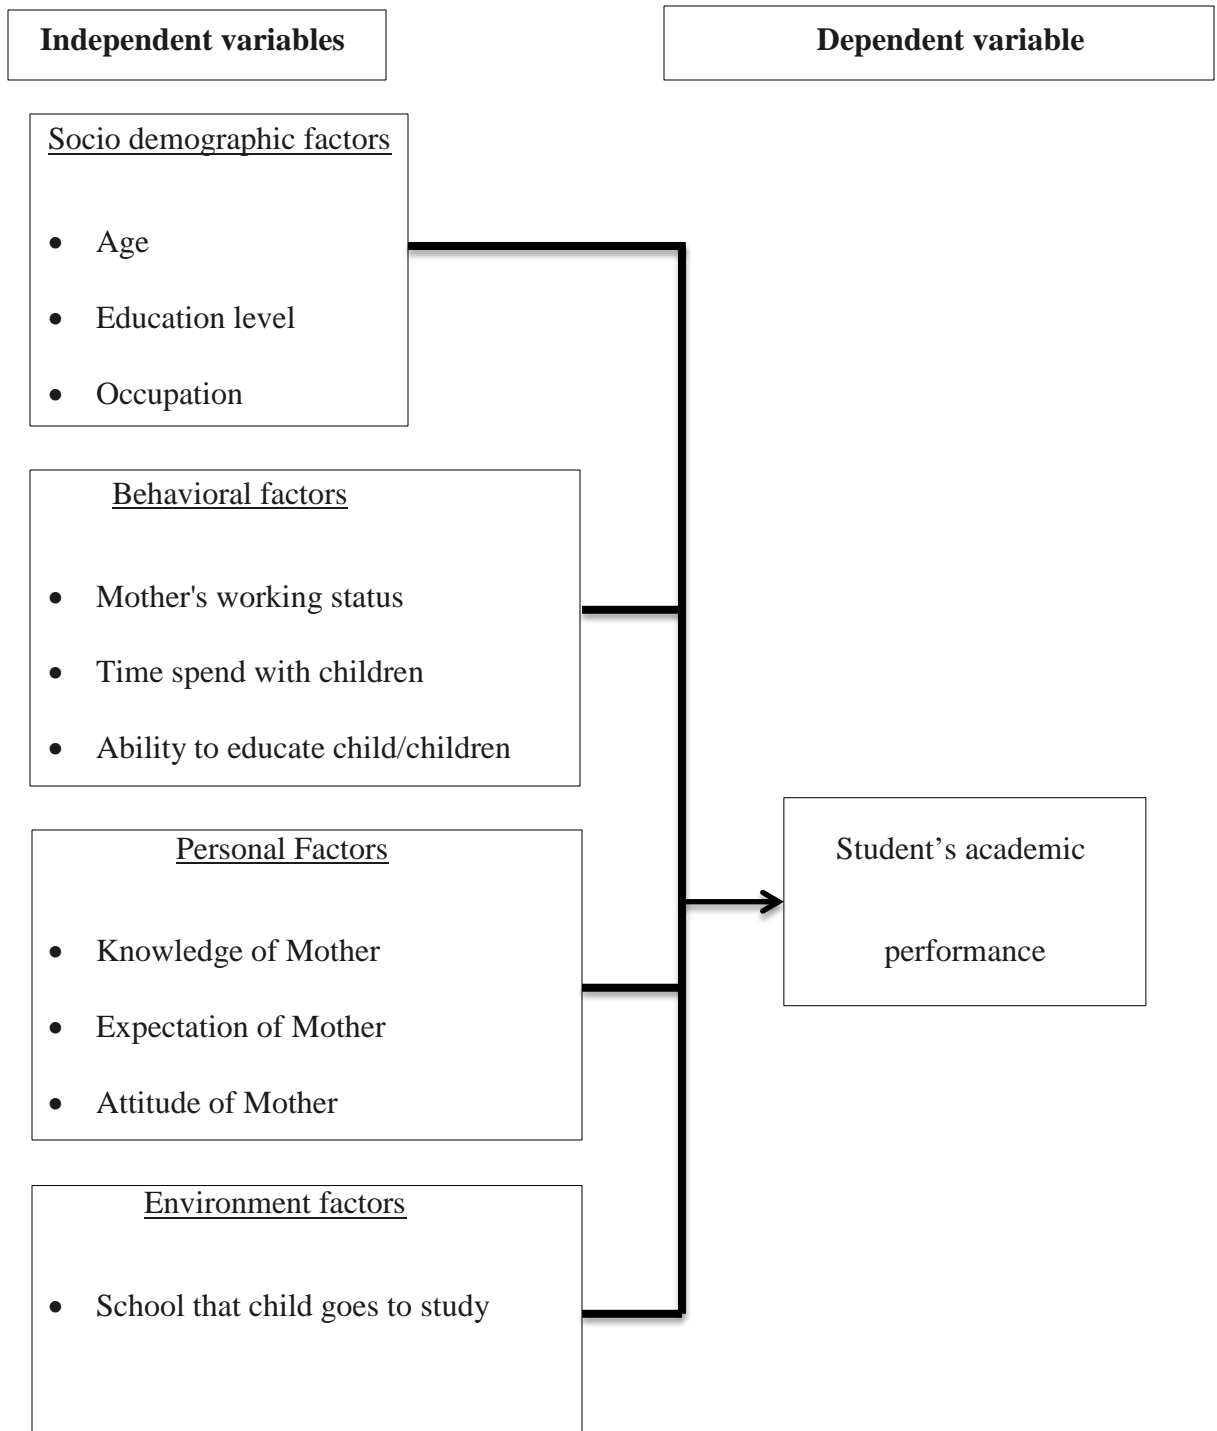 Independent variables
Dependent variable
Socio demographic factors
• Age
• Education level
• Occupation
Behavioral factors
• Mother's working status
• Time spend with children
• Ability to educate child/children
Personal Factors
• Knowledge of Mother
• Expectation of Mother
• Attitude of Mother
Student’s academic
performance
Environment factors
• School that child goes to study